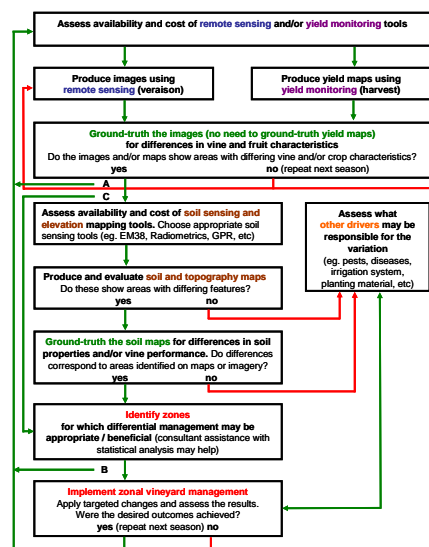 Assess availability and cost of remote sensing and/or yield monitoring tools
Produce images using
remote sensing (veraison)
Produce yield maps using
yield monitoring (harvest)
Ground-truth the images (no need to ground-truth yield maps)
for differences in vine and fruit characteristics
Do the images and/or maps show areas with differing vine and/or crop characteristics?
yes no (repeat next season)
A
C
Assess availability and cost of soil sensing and
elevation mapping tools. Choose appropriate soil
sensing tools (eg. EM38, Radiometrics, GPR, etc)
Assess what
other drivers may be
responsible for the
variation
(eg. pests, diseases,
irrigation system,
planting material, etc)
Produce and evaluate soil and topography maps
Do these show areas with differing features?
yes no
Ground-truth the soil maps for differences in soil
properties and/or vine performance. Do differences
correspond to areas identified on maps or imagery?
yes no
Identify zones
for which differential management may be
appropriate / beneficial (consultant assistance with
statistical analysis may help)
B
Implement zonal vineyard management
Apply targeted changes and assess the results.
Were the desired outcomes achieved?
yes (repeat next season) no